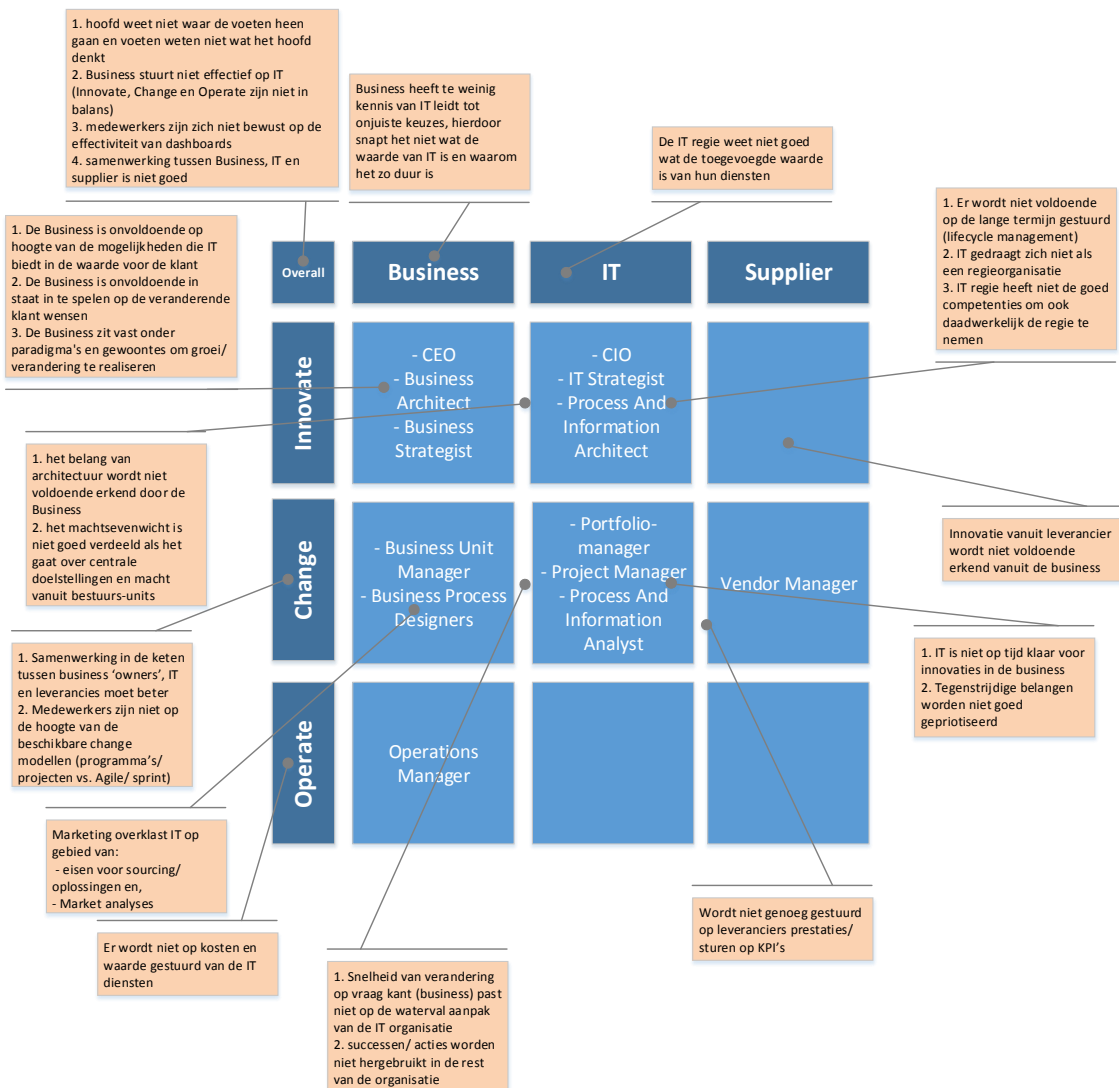 1. hoofd weet niet waar de voeten heen
gaan en voeten weten niet wat het hoofd
denkt
2. Business stuurt niet effectief op IT
(Innovate, Change en Operate zijn niet in
balans)
3. medewerkers zijn zich niet bewust op de
effectiviteit van dashboards
4. samenwerking tussen Business, IT en
supplier is niet goed
Business heeft te weinig
kennis van IT leidt tot
onjuiste keuzes, hierdoor
snapt het niet wat de
waarde van IT is en waarom
het zo duur is
De IT regie weet niet goed
wat de toegevoegde waarde
is van hun diensten
1. Er wordt niet voldoende
op de lange termijn gestuurd
(lifecycle management)
2. IT gedraagt zich niet als
een regieorganisatie
3. IT regie heeft niet de goed
competenties om ook
daadwerkelijk de regie te
nemen
1. De Business is onvoldoende op
hoogte van de mogelijkheden die IT
biedt in de waarde voor de klant
2. De Business is onvoldoende in
staat in te spelen op de veranderende
klant wensen
3. De Business zit vast onder
paradigma's en gewoontes om groei/
verandering te realiseren
Overall
Business
IT
Supplier
Innovate
- CEO
- Business
Architect
- Business
Strategist
- CIO
- IT Strategist
- Process And
Information
Architect
1. het belang van
architectuur wordt niet
voldoende erkend door de
Business
2. het machtsevenwicht is
niet goed verdeeld als het
gaat over centrale
doelstellingen en macht
vanuit bestuurs-units
Innovatie vanuit leverancier
wordt niet voldoende
erkend vanuit de business
Change
- Business Unit
Manager
- Business Process
Designers
- Portfolio-
manager
- Project Manager
- Process And
Information
Analyst
Vendor Manager
1. Samenwerking in de keten
tussen business ‘owners’, IT
en leverancies moet beter
2. Medewerkers zijn niet op
de hoogte van de
beschikbare change
modellen (programma’s/
projecten vs. Agile/ sprint)
1. IT is niet op tijd klaar voor
innovaties in de business
2. Tegenstrijdige belangen
worden niet goed
gepriotiseerd
Operate
Operations
Manager
Marketing overklast IT op
gebied van:
- eisen voor sourcing/
oplossingen en,
- Market analyses
Er wordt niet op kosten en
waarde gestuurd van de IT
diensten
1. Snelheid van verandering
op vraag kant (business) past
niet op de waterval aanpak
van de IT organisatie
2. successen/ acties worden
niet hergebruikt in de rest
van de organisatie
Wordt niet genoeg gestuurd
op leveranciers prestaties/
sturen op KPI’s